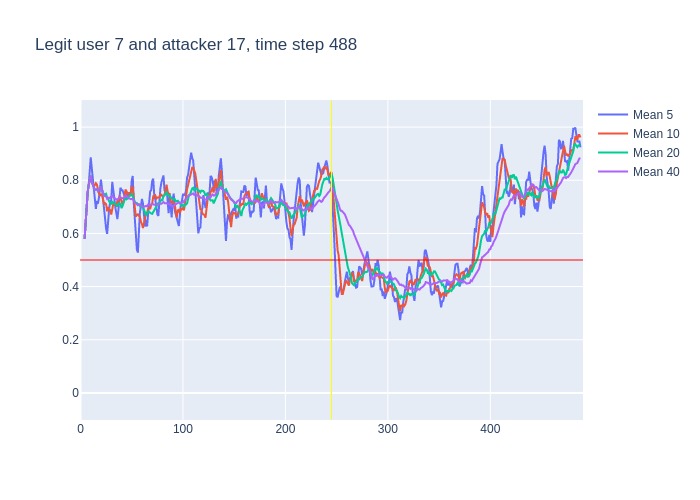 Legit user 7 and attacker 17, time step 488
Mean 5
Mean 10
Mean 20
Mean 40
1
0.8
0.6
0.4
0.2
0
0 100 200 300 400